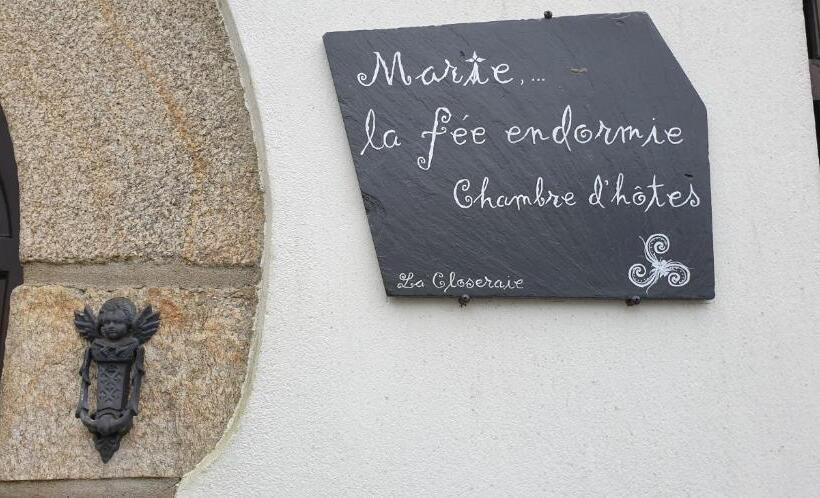 Marie,...
la fée endormie
Chambre d'hôtes
La Closeraie